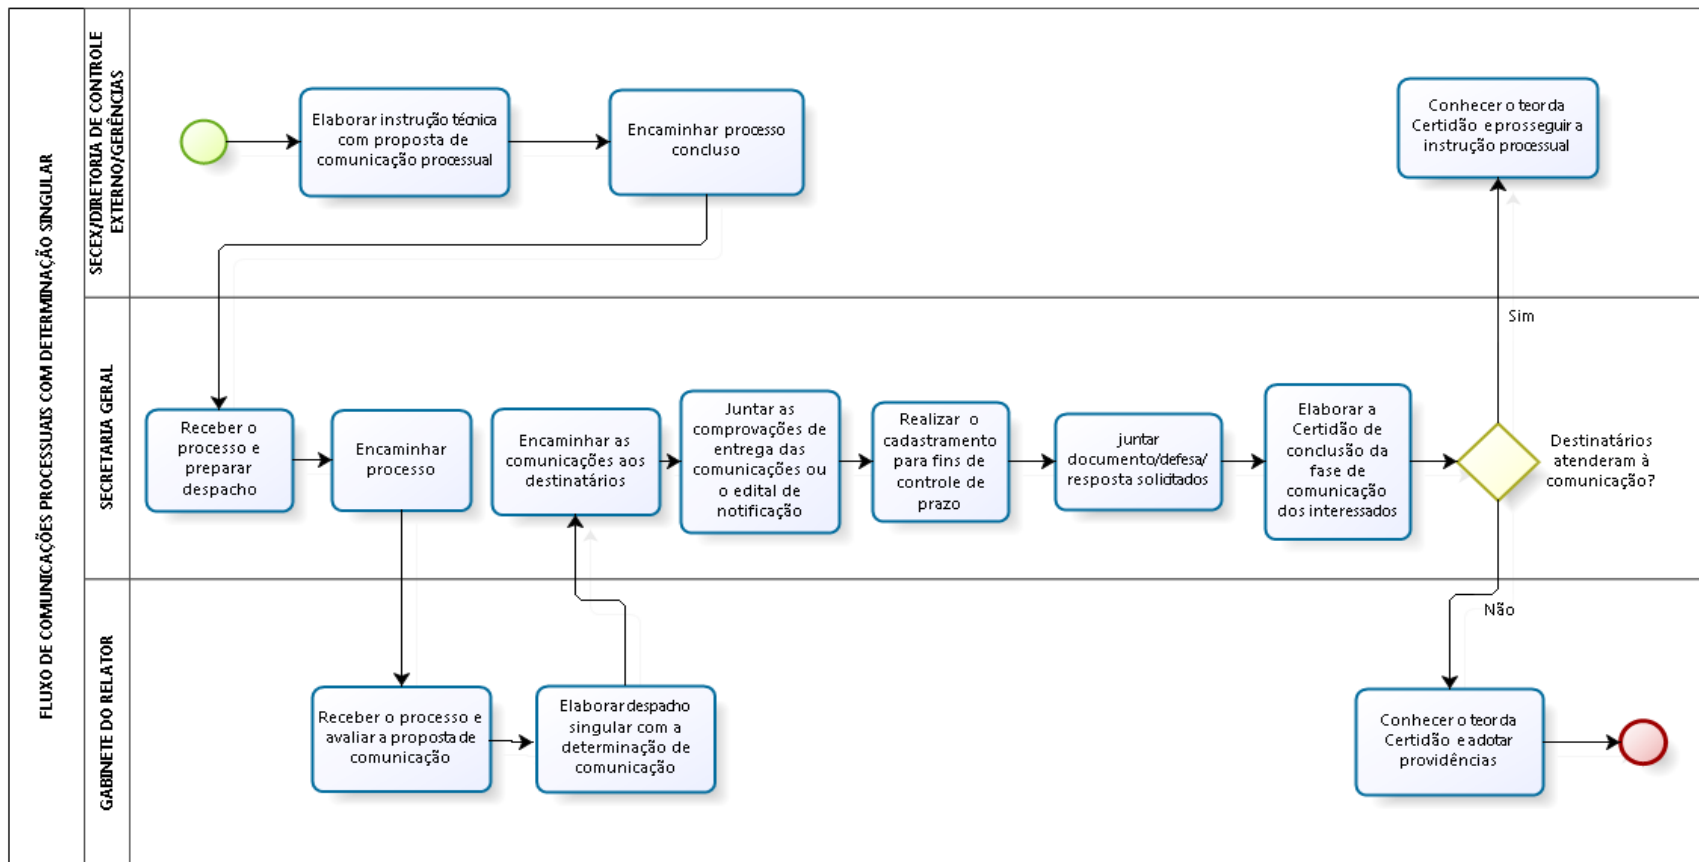 FLUXO DE COMUNICAÇÕES PROCESSUAIS COM DETERMINAÇÃO SINGULAR
SECEX/DIRETORIA DE CONTROLE
EXTERNO/GERÊNCIAS
Elaborar instrução técnica
com proposta de
comunicação processual
Encaminhar processo
concluso
Conhecer o teor da
Certidão e prosseguir a
instrução processual
SECRETARIA GERAL
Sim
Receber o
processo e
preparar
despacho
Encaminhar
processo
Encaminhar as
comunicações aos
destinatários
Juntar as
comprovações de
entrega das
comunicações ou
o edital de
notificação
Realizar o
cadastramento
para fins de
controle de
prazo
juntar
documento/defesa/
resposta solicitados
Elaborar a
Certidão de
conclusão da
fase de
comunicação
dos interessados
Destinatários
atenderam à
comunicação?
GABINETE DO RELATOR
Não
Receber o processo e
avaliar a proposta de
comunicação
Elaborar despacho
singular com a
determinação de
comunicação
Conhecer o teor da
Certidão e adotar
providências